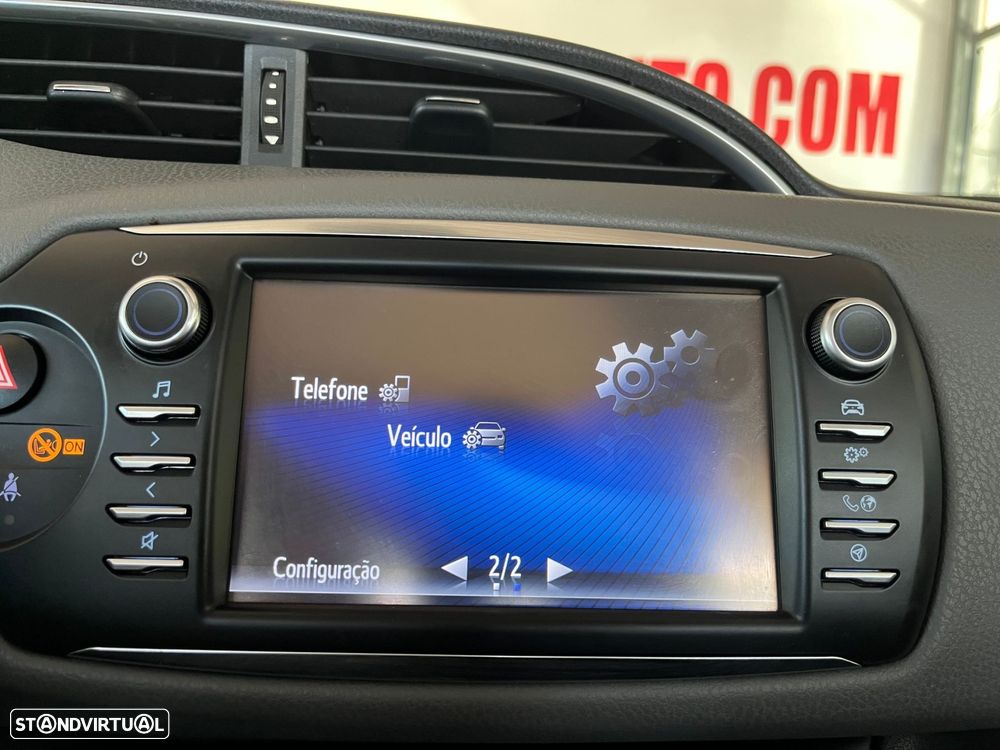 .COM
ON
Telefone
Veículo
Configuração
2/2
STANDVIRTUAL